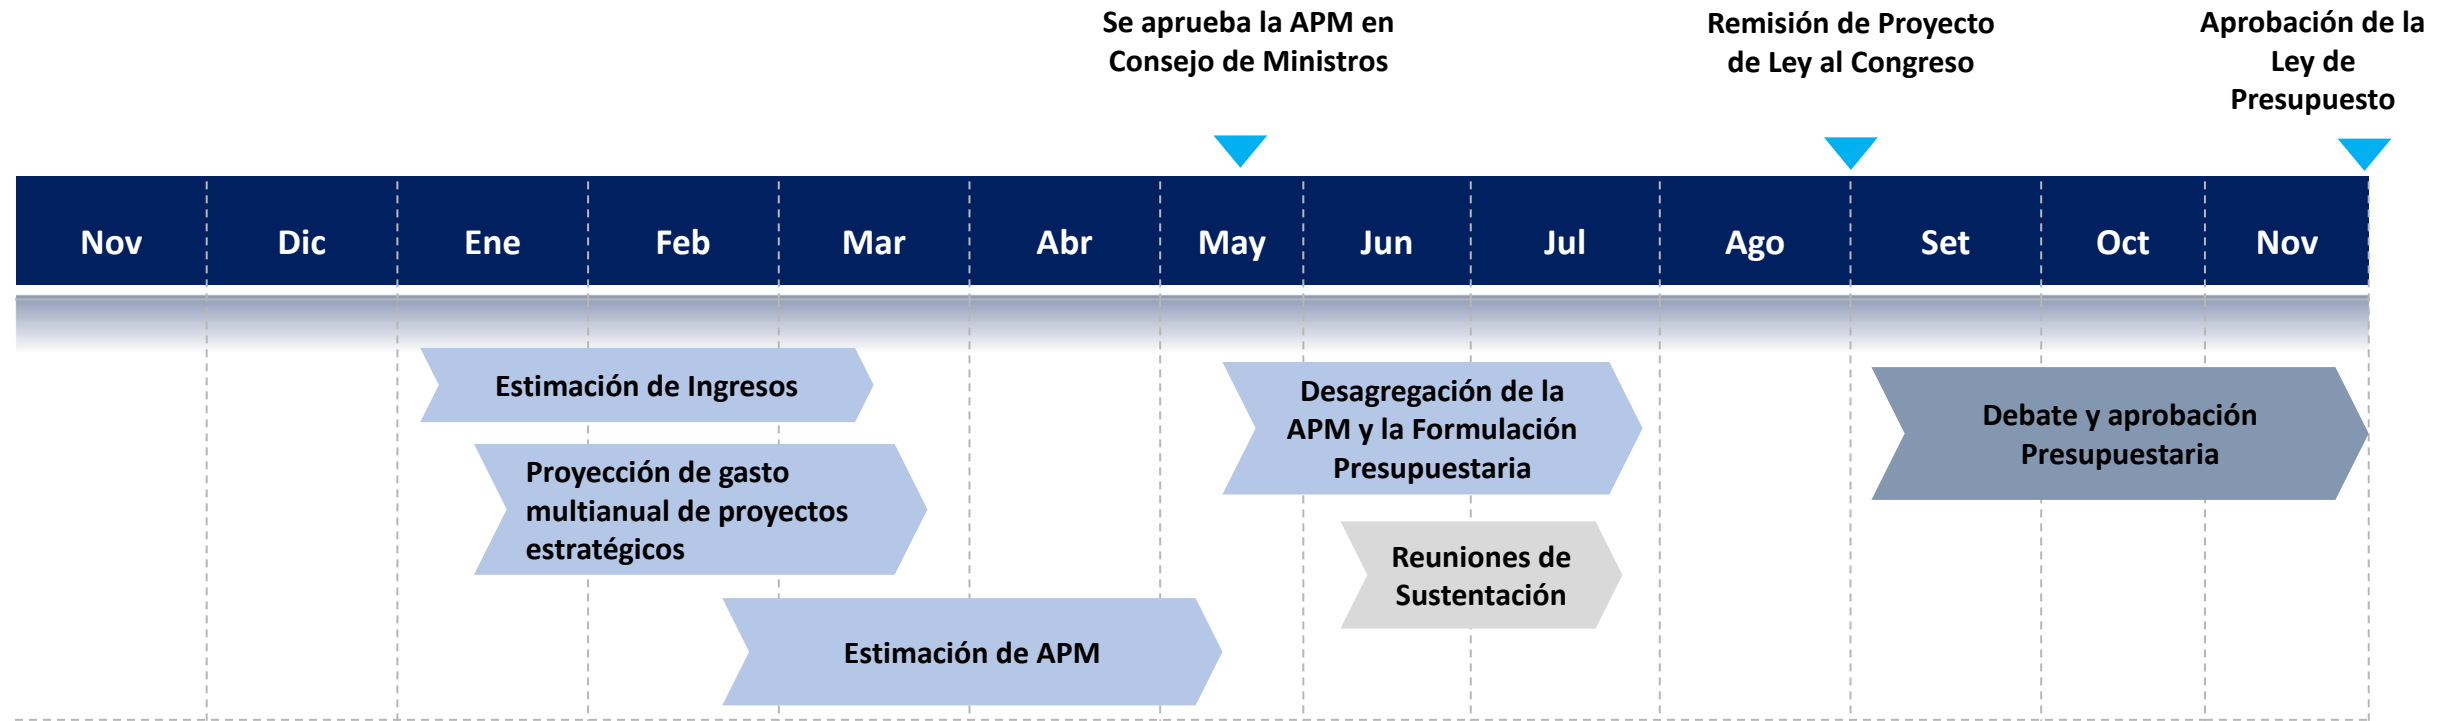 Se aprueba la APM en
Consejo de Ministros
Remisión de Proyecto
de Ley al Congreso
Aprobación de la
Ley de
Presupuesto
Nov Dic Ene Feb Mar Abr May Jun Jul Ago Set Oct Nov
Estimación de Ingresos
Proyección de gasto
multianual de proyectos
estratégicos
Estimación de APM
Desagregación de la
APM y la Formulación
Presupuestaria
Reuniones de
Sustentación
Debate y aprobación
Presupuestaria